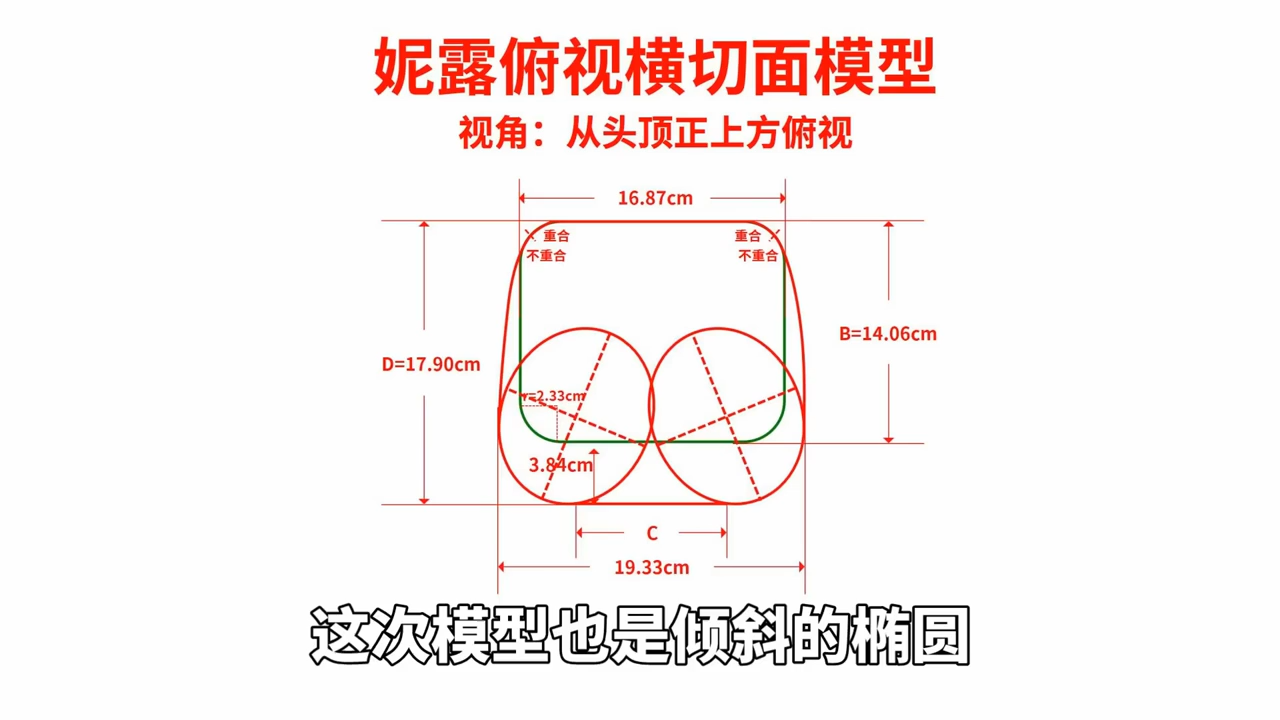 妮露俯视横切面模型
视角：从头顶正上方俯视
16.87cm
重合
重合
不重合
不重合
B=14.06cm
D=17.90cm
r=2.33cm
3.84cm
C
19.33cm
这次模型也是倾斜的椭圆